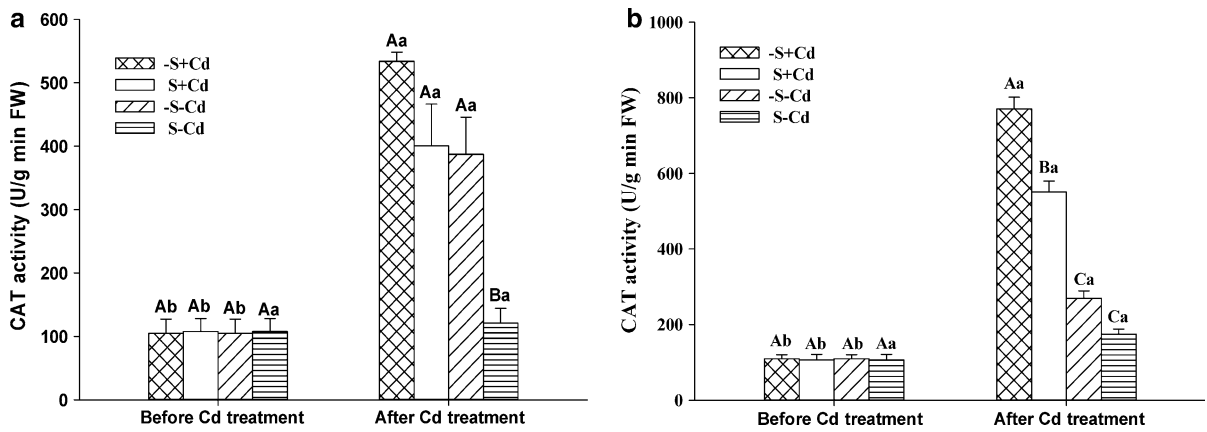 a
CAT activity (U/g min FW)
600
500
400
300
200
100
0
-S+Cd
S+Cd
-S-Cd
S-Cd
Ab
Ab
Ab
Aa
Aa
Aa
Aa
Ba
Before Cd treatment
After Cd treatment
b
CAT activity (U/g min FW)
1000
800
600
400
200
0
-S+Cd
S+Cd
-S-Cd
S-Cd
Ab
Ab
Ab
Aa
Aa
Ba
Ca
Ca
Before Cd treatment
After Cd treatment